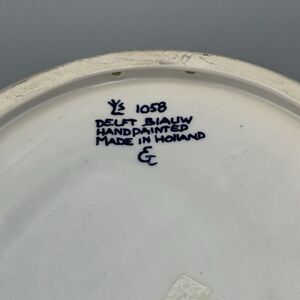 1058
DELFT BLAUW
HANDPAINTED
MADE IN HOLLAND